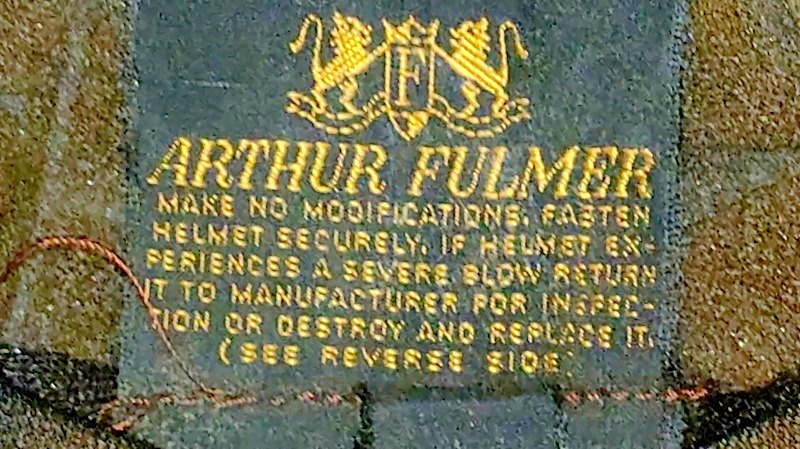 F
ARTHUR FULMER
MAKE NO MODIFICATIONS. FASTEN
HELMET SECURELY. IF HELMET EX-
PERIENCES A SEVERE BLOW RETURN
IT TO MANUFACTURER FOR INSPEC-
TION OR DESTROY AND REPLACE IT.
(SEE REVERSE SIDE)